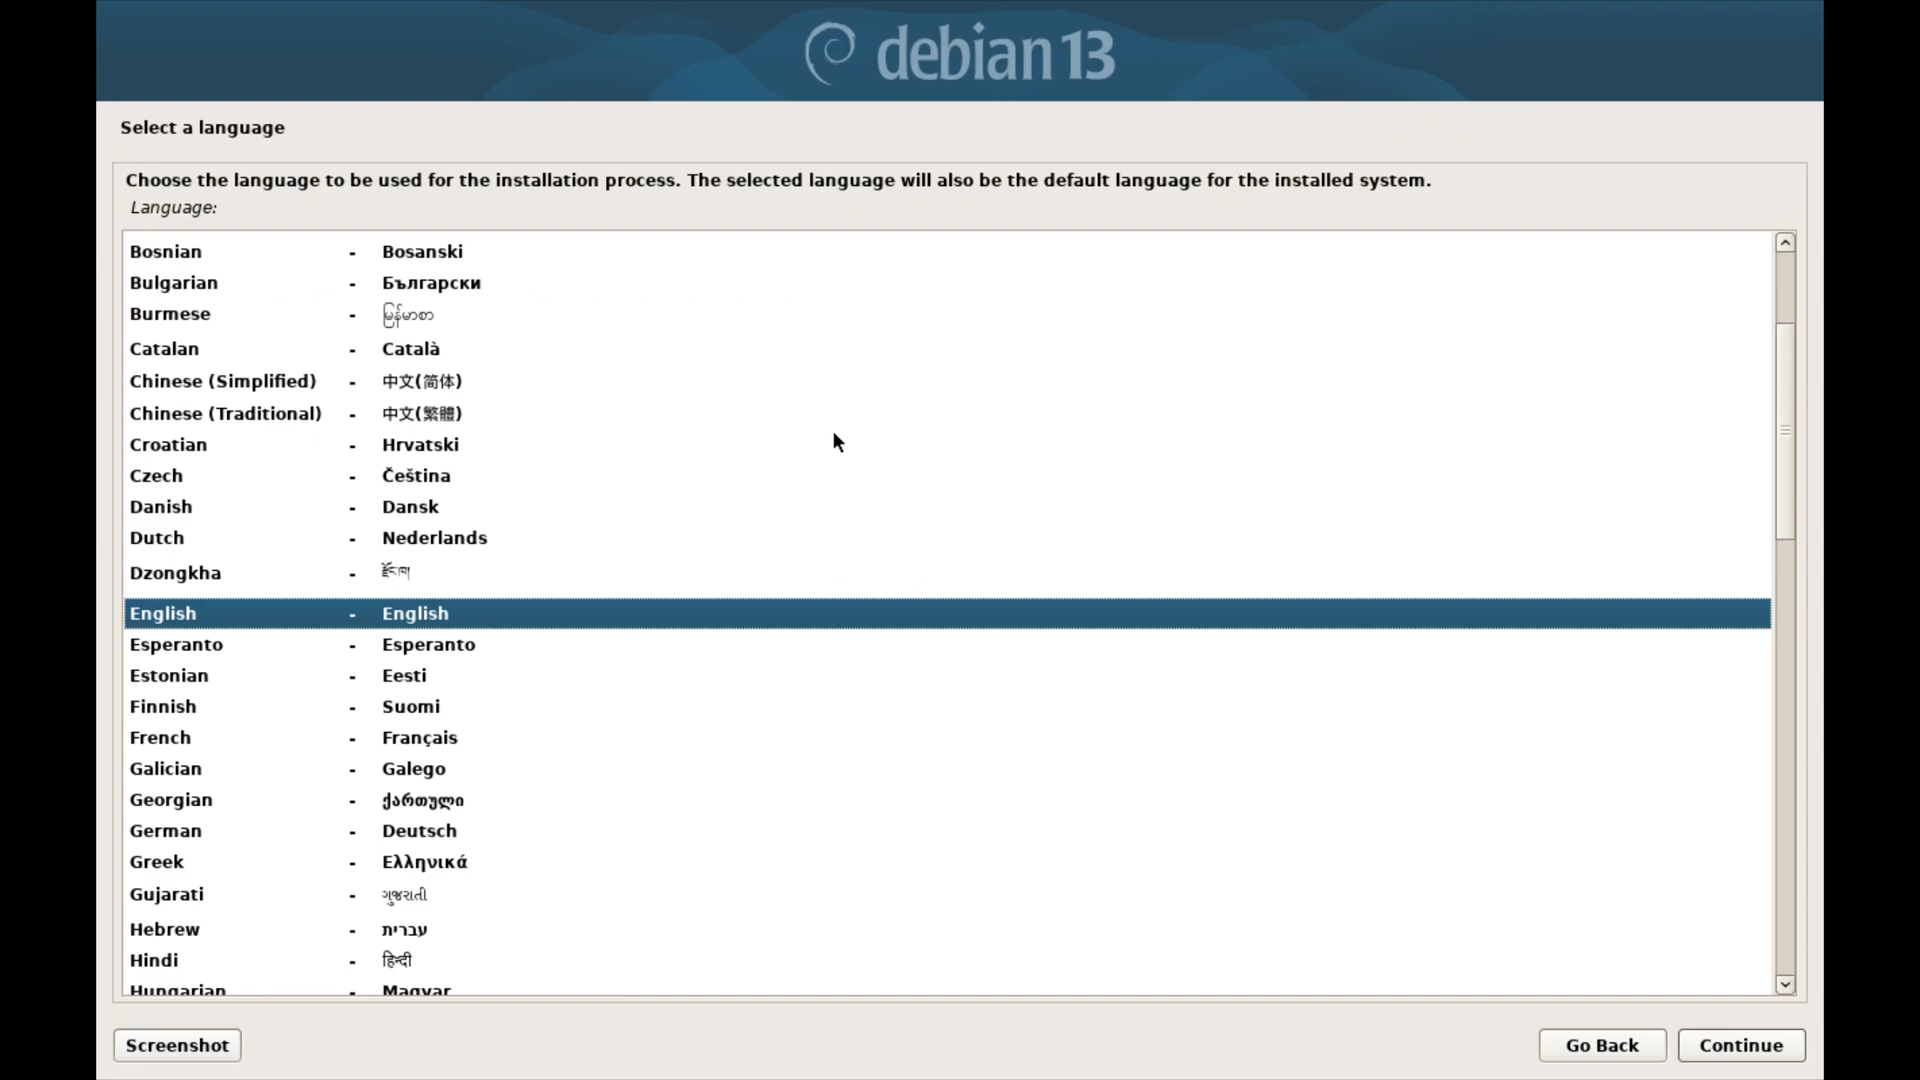 debian 13
Select a language
Choose the language to be used for the installation process. The selected language will also be the default language for the installed system.
Language:
Bosnian - Bosanski
Bulgarian - Български
Burmese - မြန်မာစာ
Catalan - Català
Chinese (Simplified) - 中文(简体)
Chinese (Traditional) - 中文(繁體)
Croatian - Hrvatski
Czech - Čeština
Danish - Dansk
Dutch - Nederlands
Dzongkha - རྫོང་ཁ།
English - English
Esperanto - Esperanto
Estonian - Eesti
Finnish - Suomi
French - Français
Galician - Galego
Georgian - ქართული
German - Deutsch
Greek - Ελληνικά
Gujarati - ગુજરાતી
Hebrew - עברית
Hindi - हिन्दी
Hungarian - Magyar
Screenshot Go Back Continue